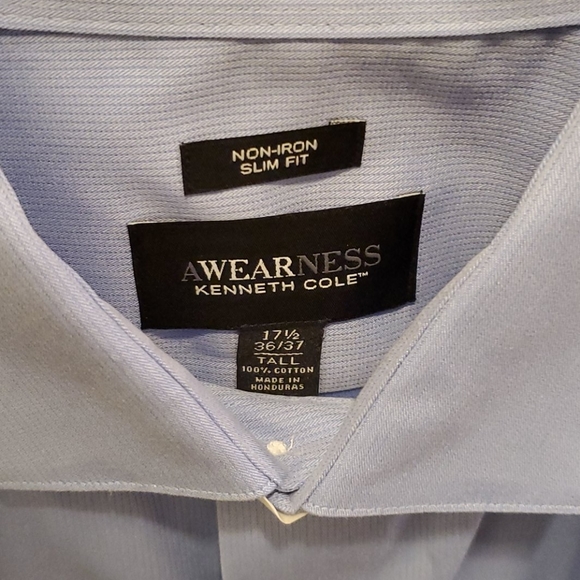 NON-IRON
SLIM FIT
AWEARNESS
KENNETH COLE™
17½
36/37
TALL
100% COTTON
MADE IN
HONDURAS